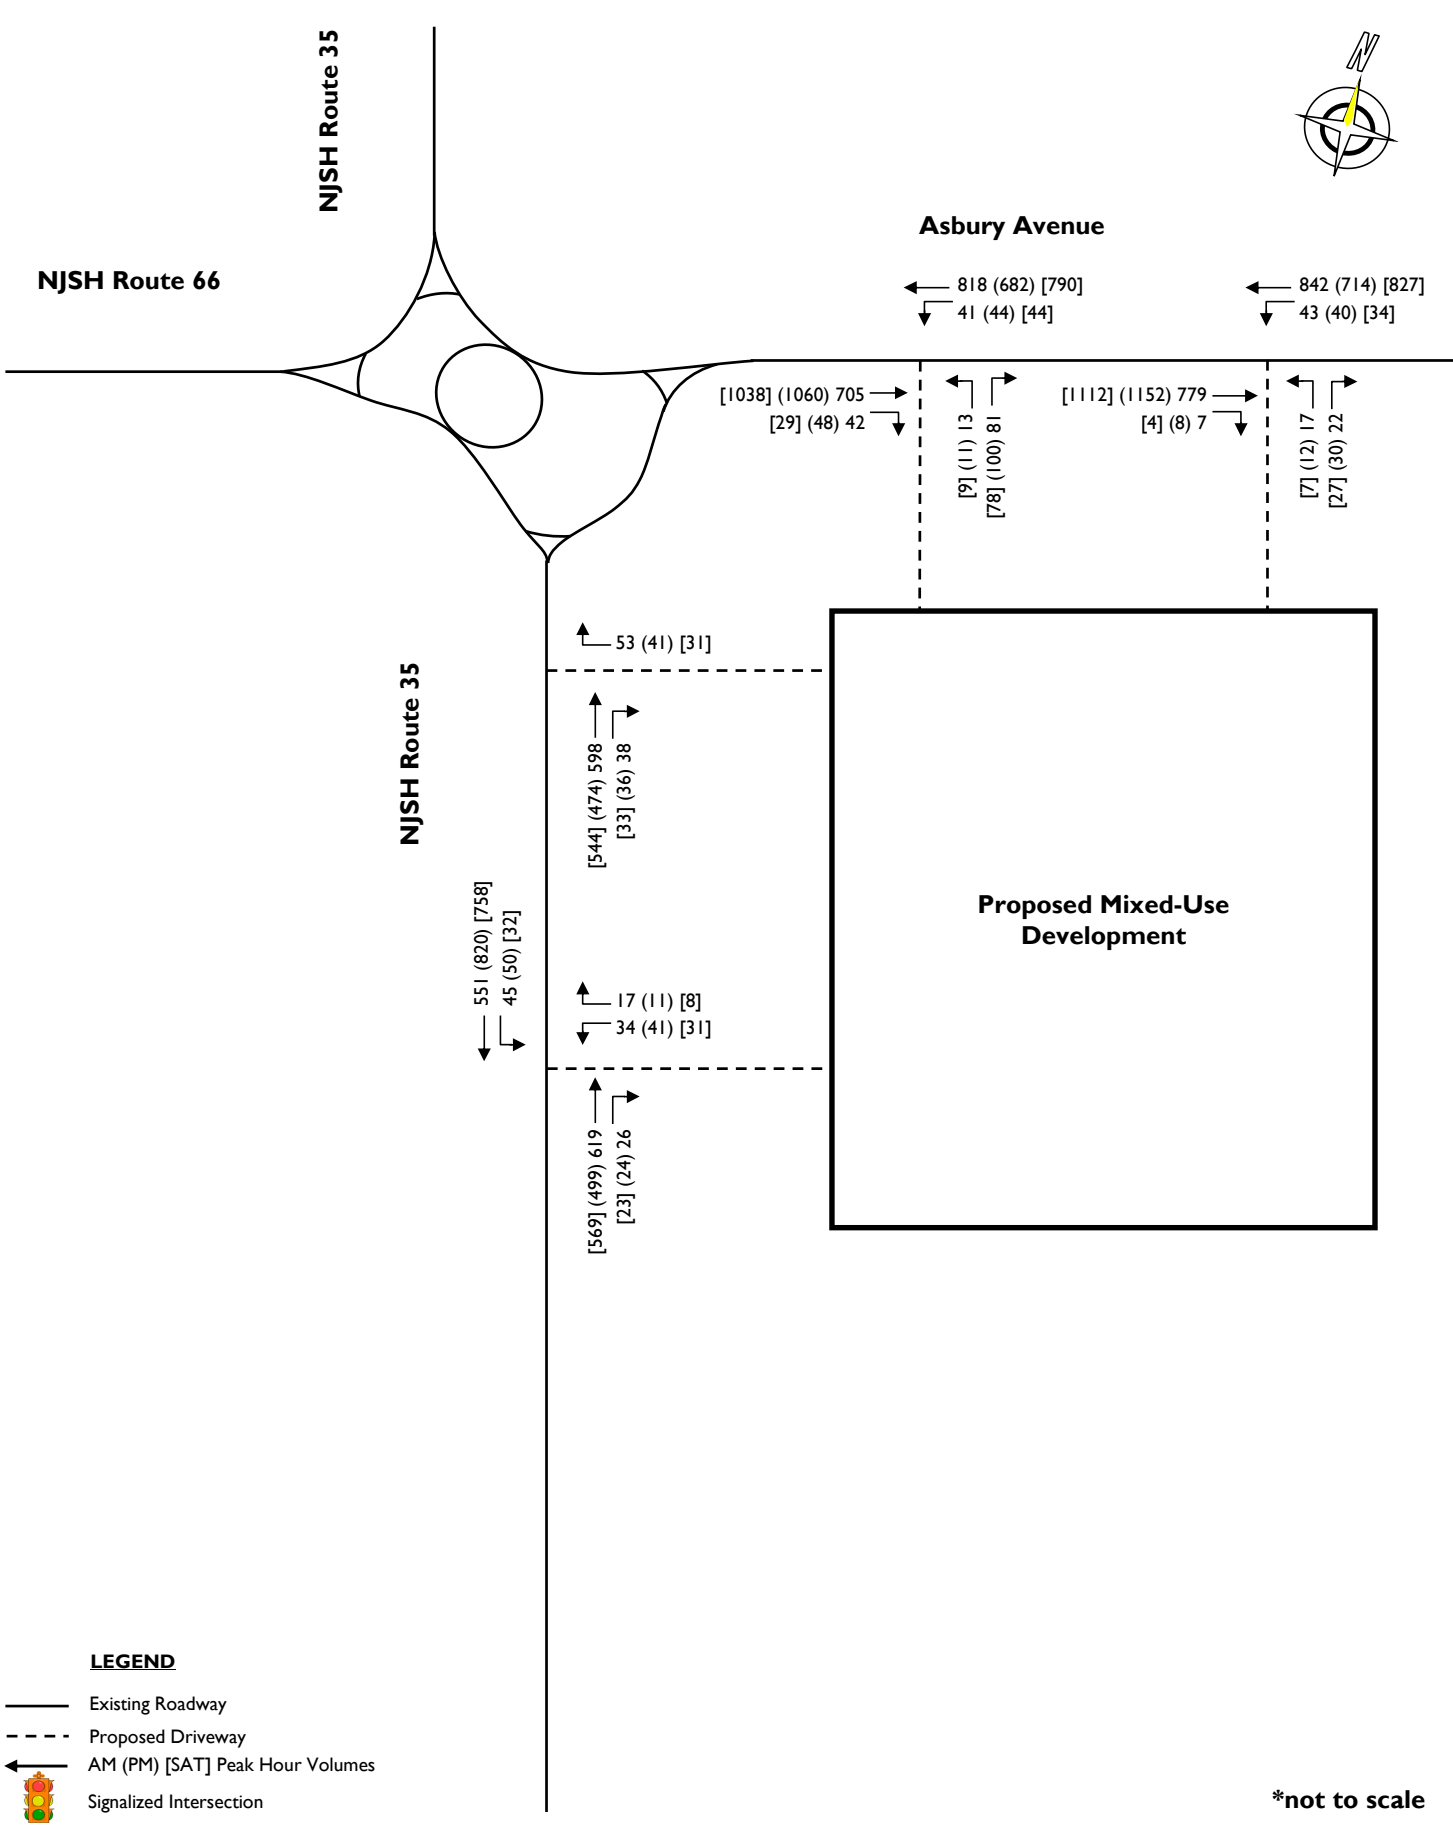 NJSH Route 35
N
Asbury Avenue
NJSH Route 66
818 (682) [790]
41 (44) [44]
842 (714) [827]
43 (40) [34]
[1038] (1060) 705
[29] (48) 42
[9] (11) 13
[78] (100) 81
[1112] (1152) 779
[4] (8) 7
[7] (12) 17
[27] (30) 22
53 (41) [31]
NJSH Route 35
[544] (474) 598
[33] (36) 38
551 (820) [758]
45 (50) [32]
17 (11) [8]
34 (41) [31]
[569] (499) 619
[23] (24) 26
Proposed Mixed-Use
Development
LEGEND
Existing Roadway
Proposed Driveway
AM (PM) [SAT] Peak Hour Volumes
Signalized Intersection
*not to scale